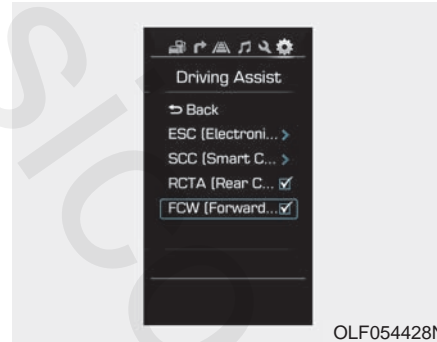 Driving Assist
Back
ESC (Electroni...
SCC (Smart C...
RCTA (Rear C...
FCW (Forward...
OLF054428N